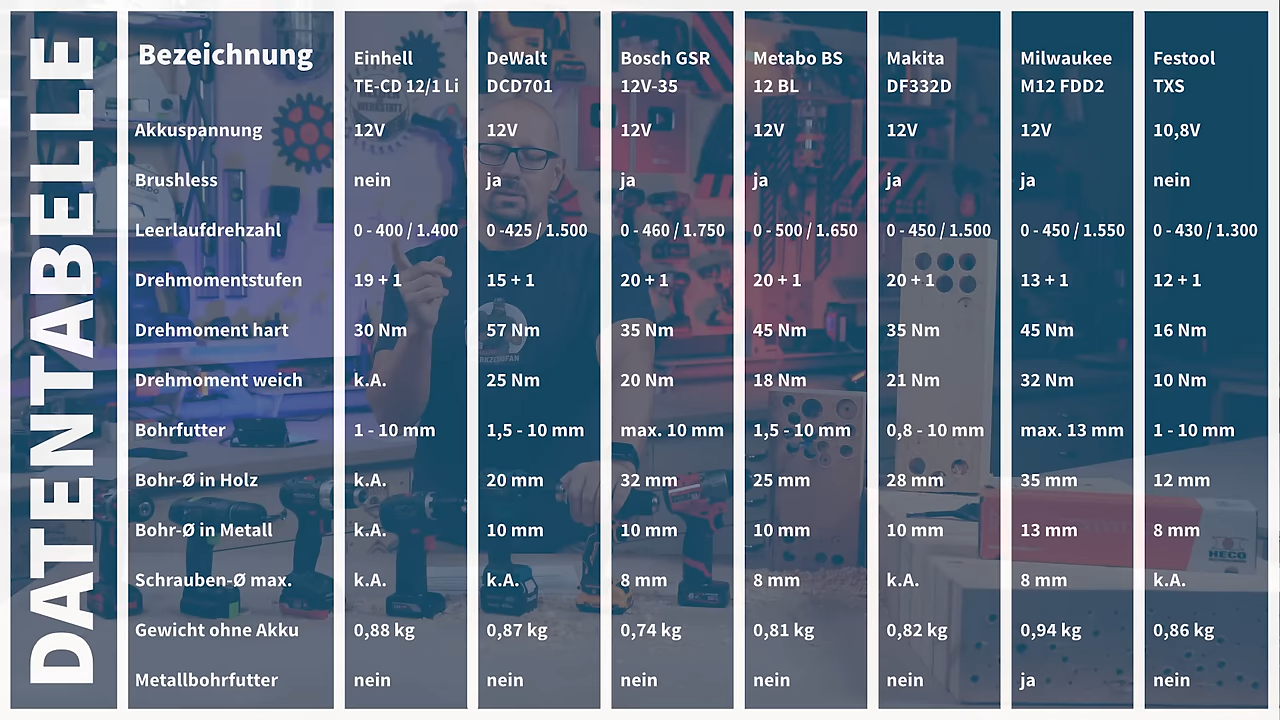 DATENTABELLE
Bezeichnung Einhell TE-CD 12/1 Li DeWalt DCD701 Bosch GSR 12V-35 Metabo BS 12 BL Makita DF332D Milwaukee M12 FDD2 Festool TXS
Akkuspannung 12V 12V 12V 12V 12V 12V 10,8V
Brushless nein ja ja ja ja ja nein
Leerlaufdrehzahl 0 - 400 / 1.400 0 -425 / 1.500 0 - 460 / 1.750 0 - 500 / 1.650 0 - 450 / 1.500 0 - 450 / 1.550 0 - 430 / 1.300
Drehmomentstufen 19 + 1 15 + 1 20 + 1 20 + 1 20 + 1 13 + 1 12 + 1
Drehmoment hart 30 Nm 57 Nm 35 Nm 45 Nm 35 Nm 45 Nm 16 Nm
Drehmoment weich k.A. 25 Nm 20 Nm 18 Nm 21 Nm 32 Nm 10 Nm
Bohrfutter 1 - 10 mm 1,5 - 10 mm max. 10 mm 1,5 - 10 mm 0,8 - 10 mm max. 13 mm 1 - 10 mm
Bohr-Ø in Holz k.A. 20 mm 32 mm 25 mm 28 mm 35 mm 12 mm
Bohr-Ø in Metall k.A. 10 mm 10 mm 10 mm 10 mm 13 mm 8 mm
Schrauben-Ø max. k.A. k.A. 8 mm 8 mm k.A. 8 mm k.A.
Gewicht ohne Akku 0,88 kg 0,87 kg 0,74 kg 0,81 kg 0,82 kg 0,94 kg 0,86 kg
Metallbohrfutter nein nein nein nein nein ja nein
HECO